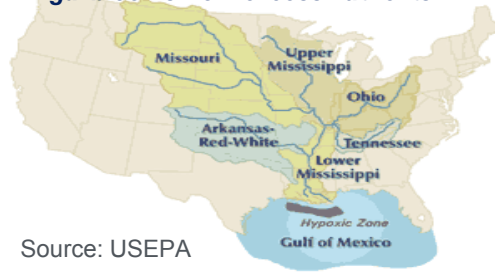 Missouri
Upper
Mississippi
Ohio
Arkansas-
Red-White
Tennessee
Lower
Mississippi
Hypoxic Zone
Gulf of Mexico
Source: USEPA